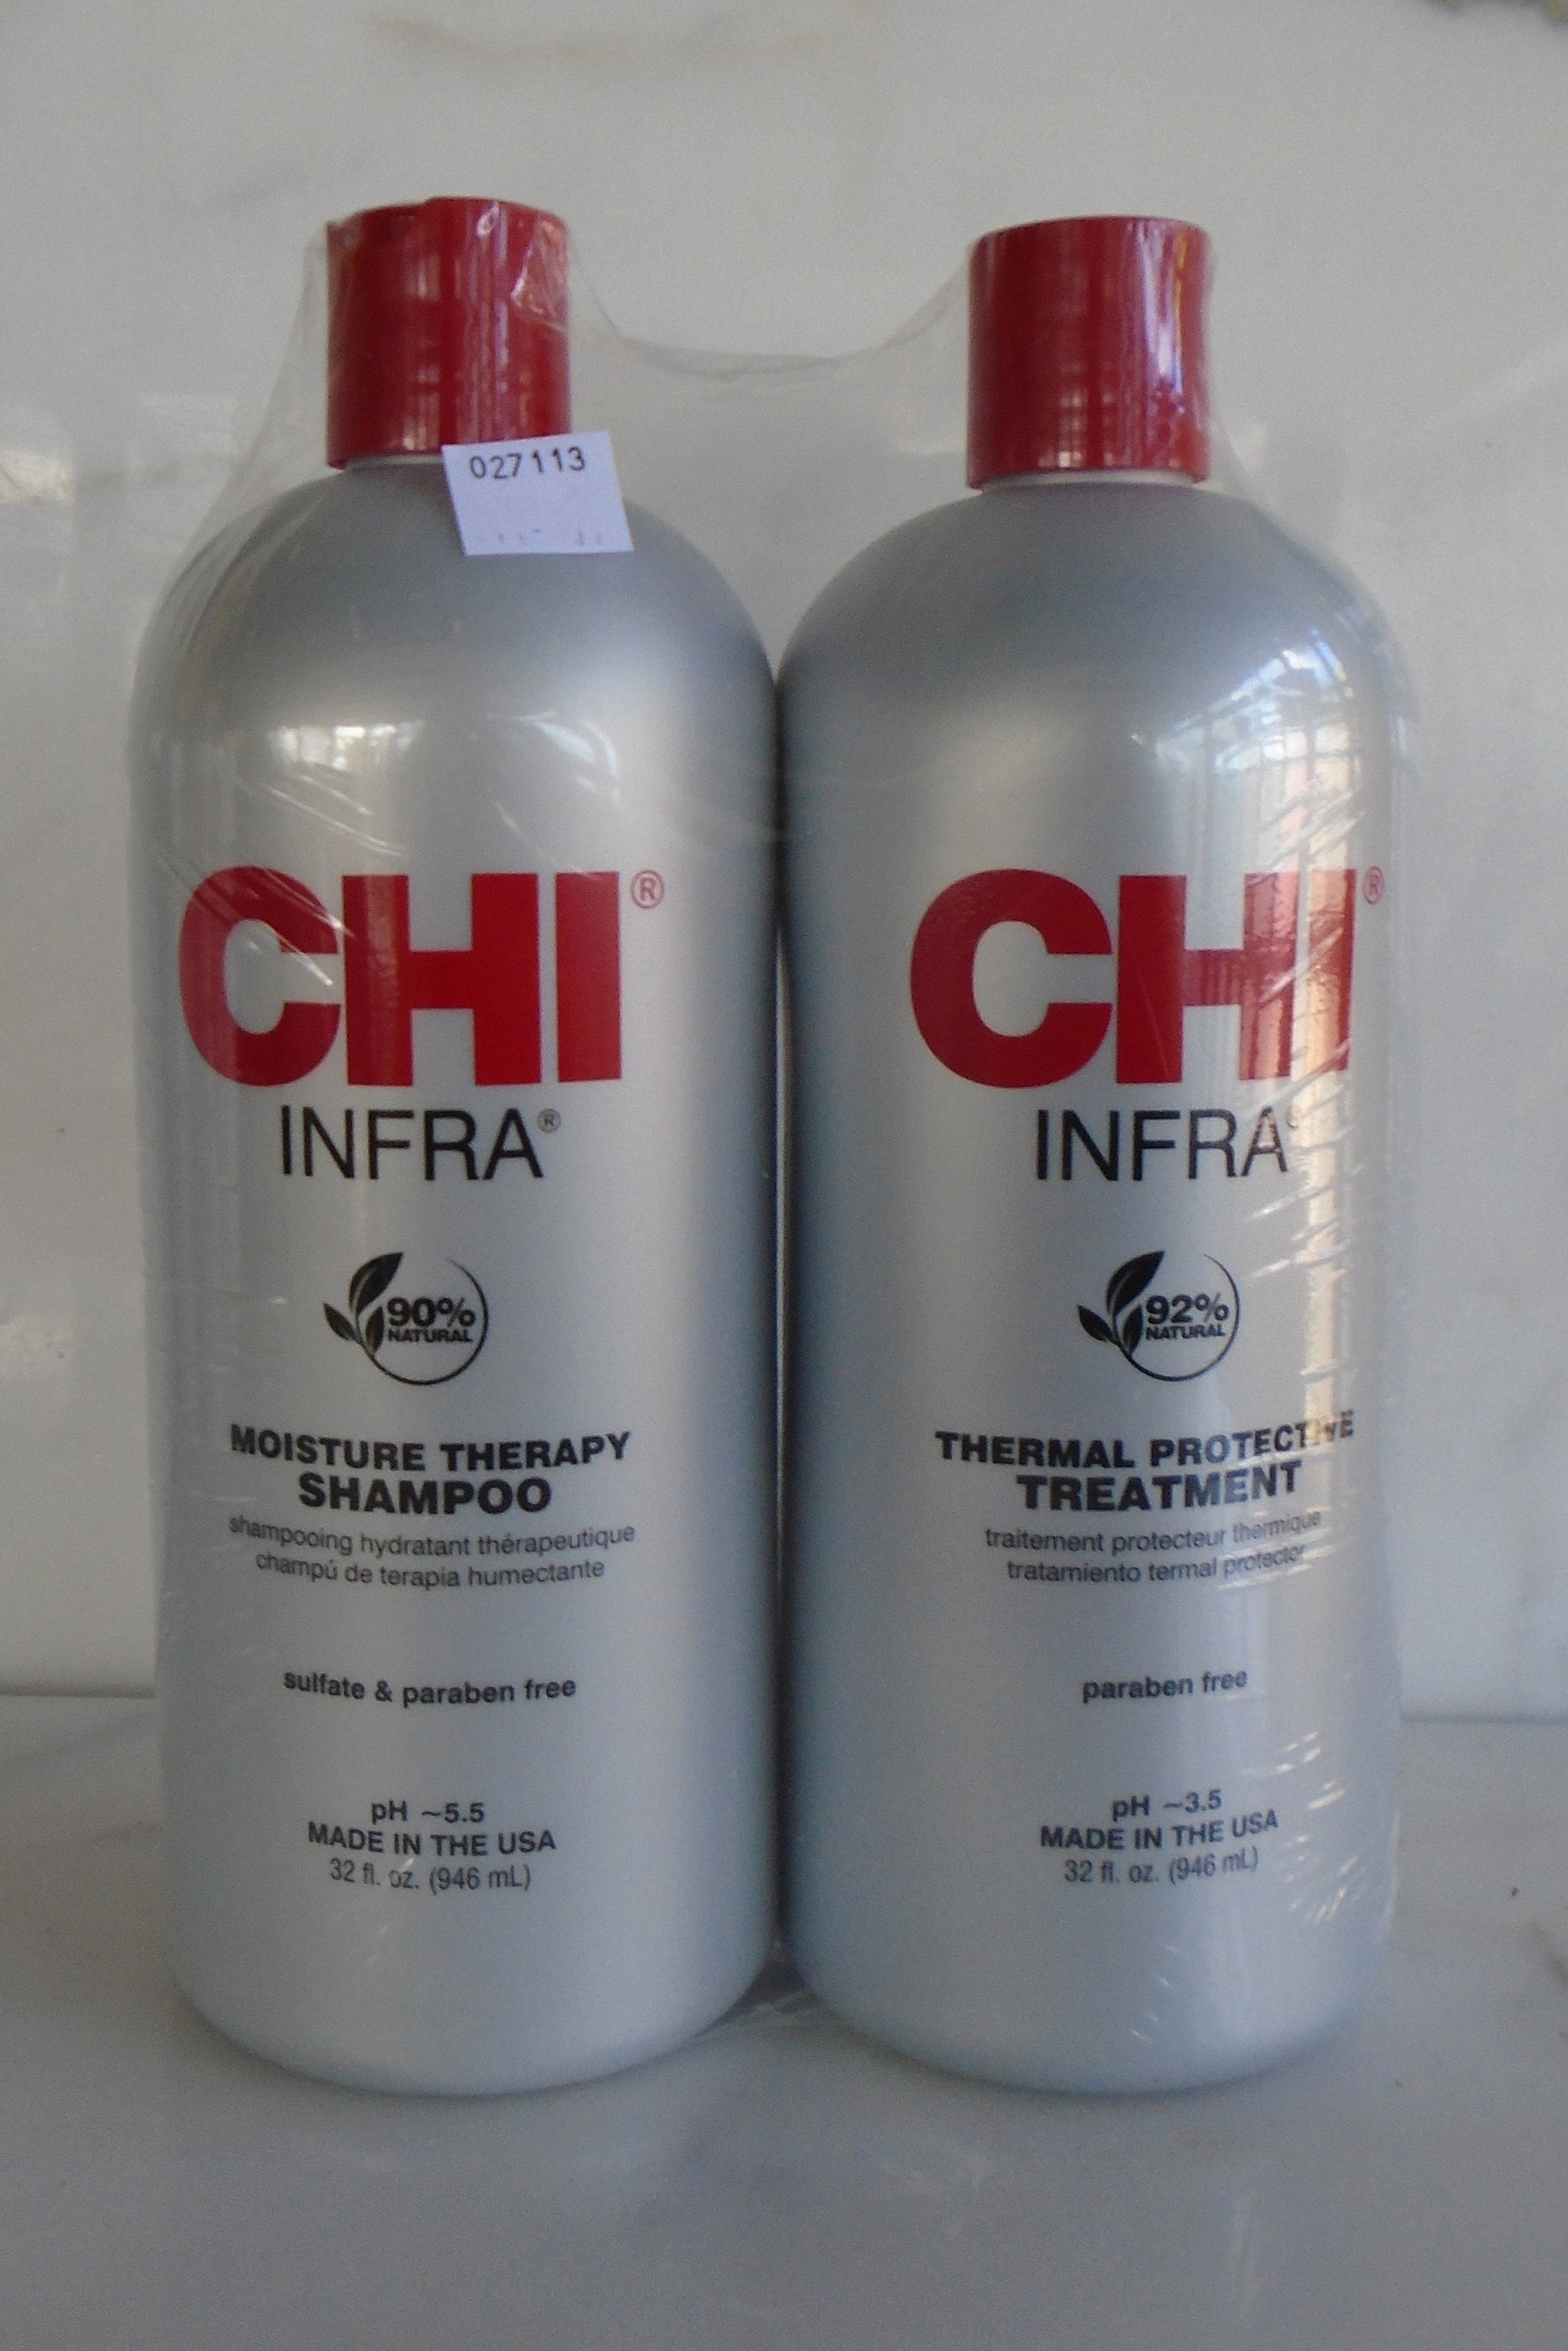 027113
CHI®
INFRA®
90%
NATURAL
MOISTURE THERAPY
SHAMPOO
shampooing hydratant thérapeutique
champú de terapia humectante
sulfate & paraben free
pH ~5.5
MADE IN THE USA
32 fl. oz. (946 mL)
CHI®
INFRA®
92%
NATURAL
THERMAL PROTECTIVE
TREATMENT
traitement protecteur thermique
tratamiento termal protector
paraben free
pH ~3.5
MADE IN THE USA
32 fl. oz. (946 mL)